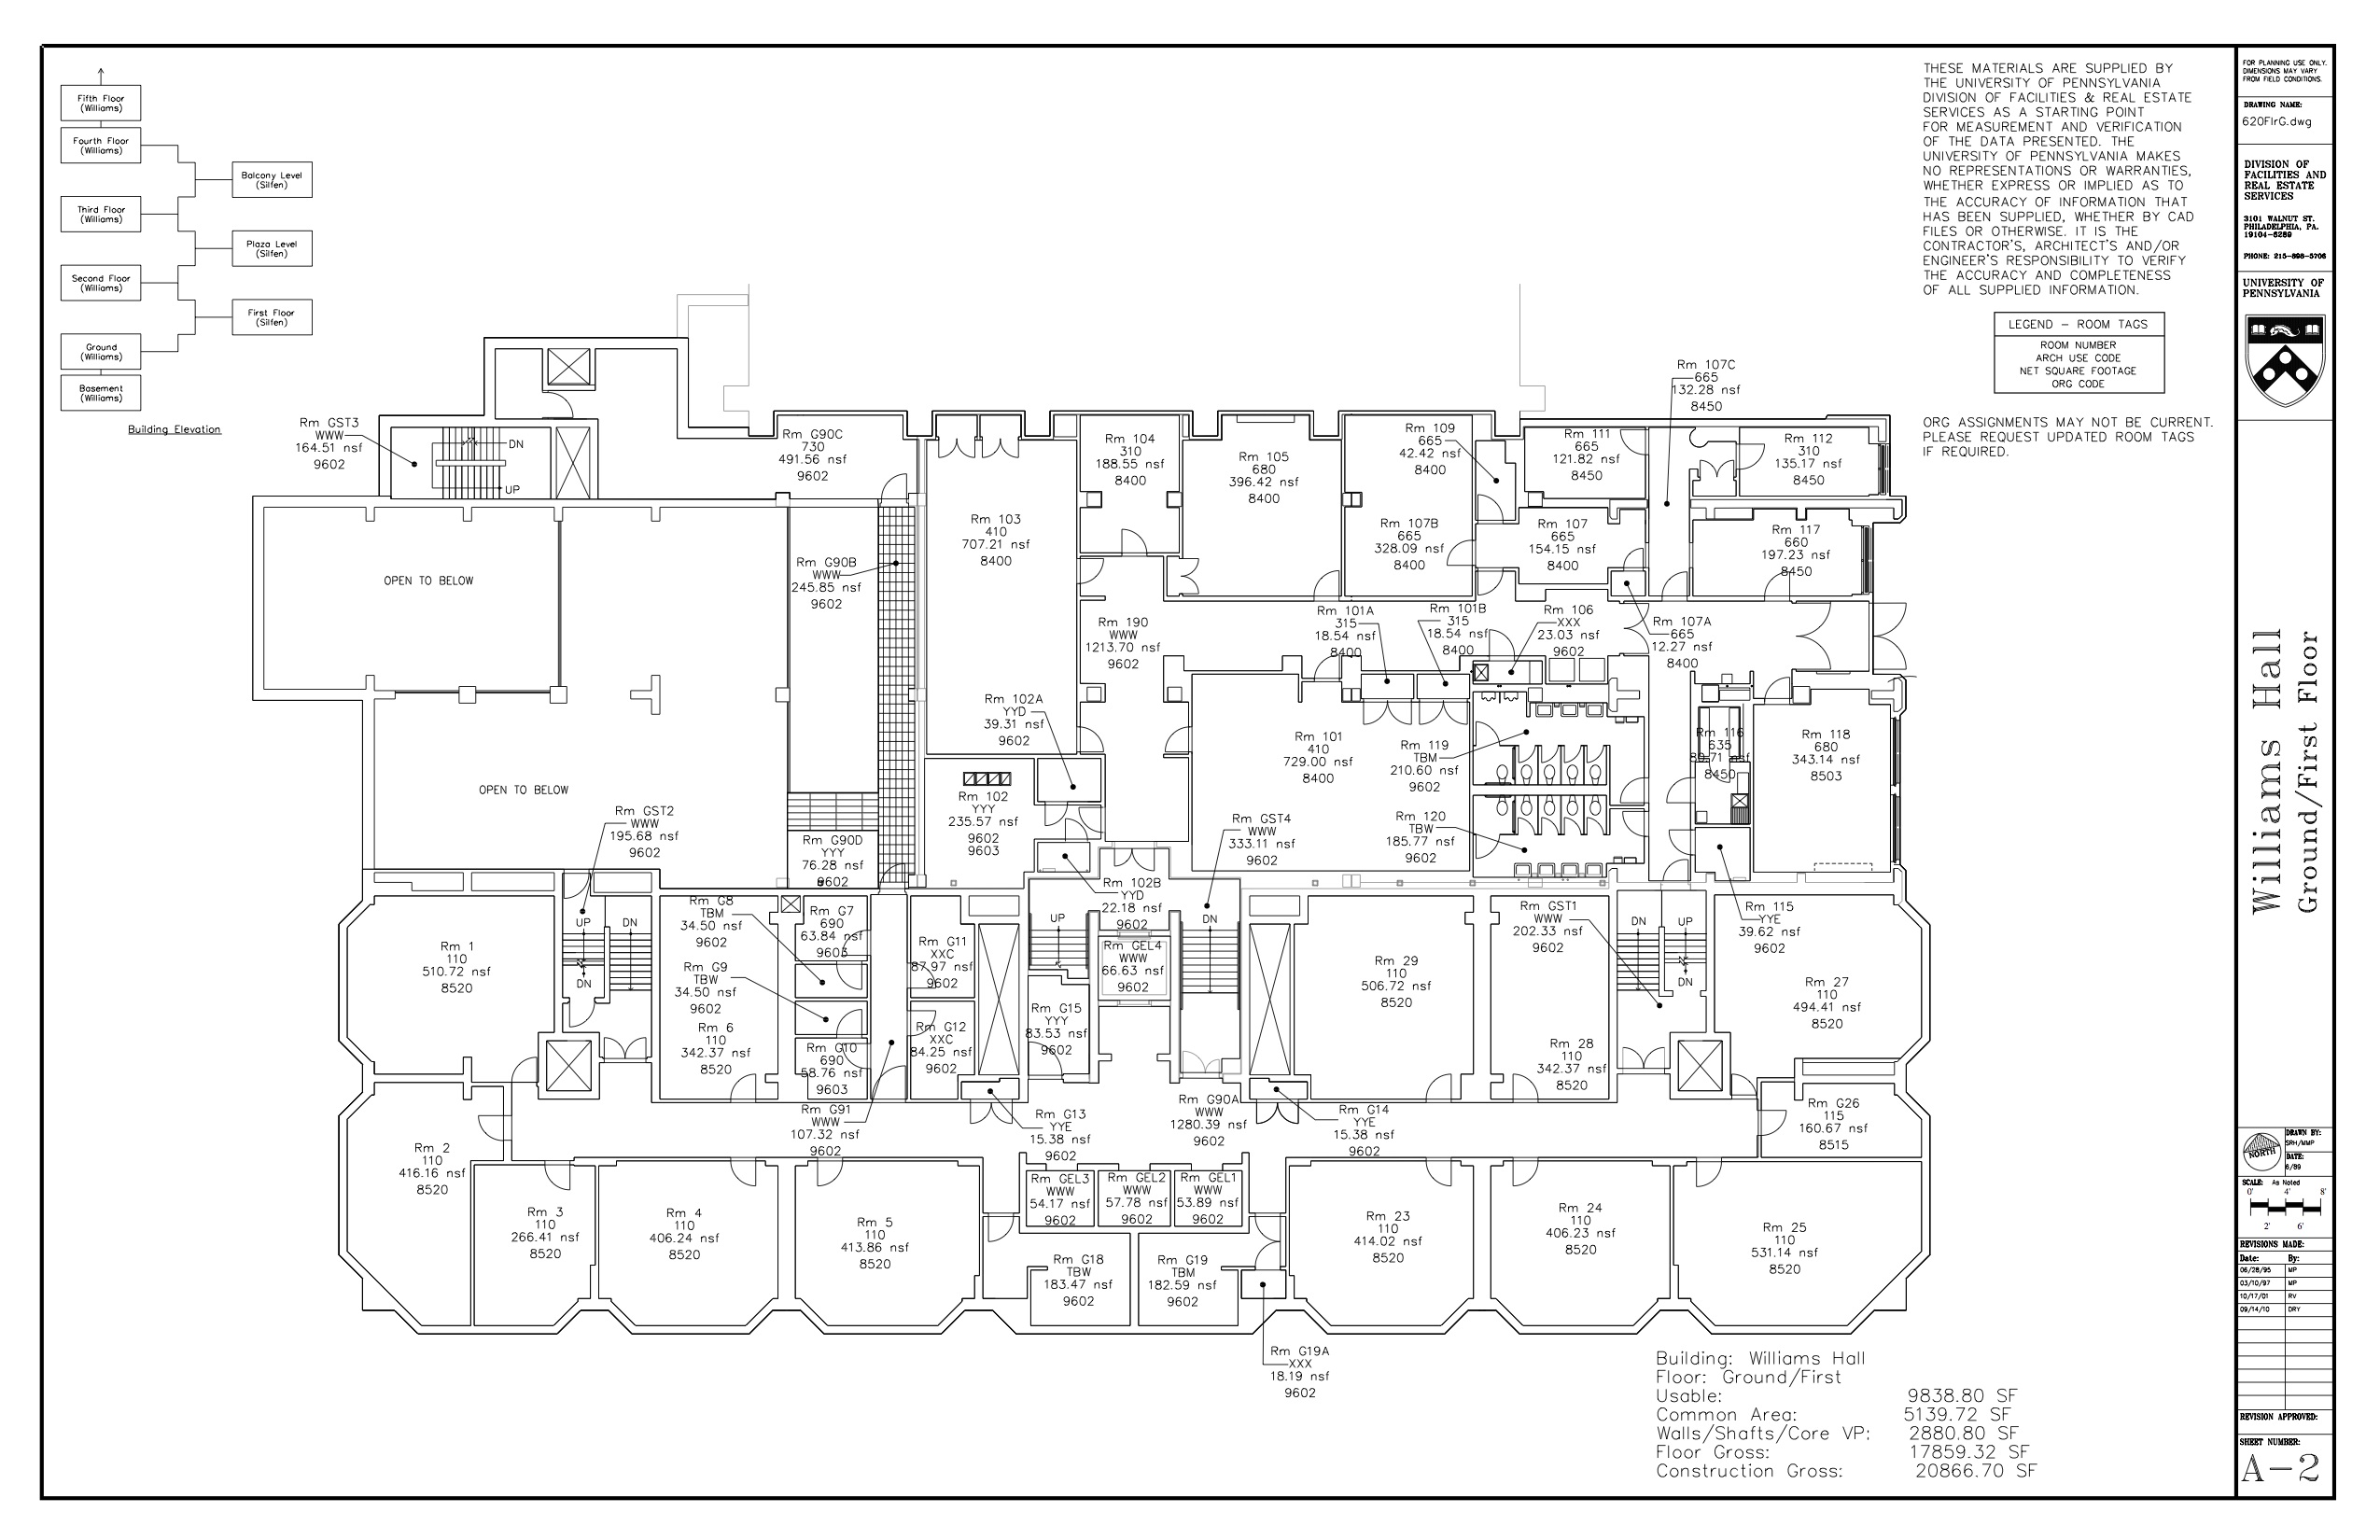 Fifth Floor
(Williams)
Fourth Floor
(Williams)
Balcony Level
(Silfen)
Third Floor
(Williams)
Plaza Level
(Silfen)
Second Floor
(Williams)
First Floor
(Silfen)
Ground
(Williams)
Basement
(Williams)
Building Elevation
THESE MATERIALS ARE SUPPLIED BY
THE UNIVERSITY OF PENNSYLVANIA
DIVISION OF FACILITIES & REAL ESTATE
SERVICES AS A STARTING POINT
FOR MEASUREMENT AND VERIFICATION
OF THE DATA PRESENTED. THE
UNIVERSITY OF PENNSYLVANIA MAKES
NO REPRESENTATIONS OR WARRANTIES,
WHETHER EXPRESS OR IMPLIED AS TO
THE ACCURACY OF INFORMATION THAT
HAS BEEN SUPPLIED, WHETHER BY CAD
FILES OR OTHERWISE. IT IS THE
CONTRACTOR'S, ARCHITECT'S AND/OR
ENGINEER'S RESPONSIBILITY TO VERIFY
THE ACCURACY AND COMPLETENESS
OF ALL SUPPLIED INFORMATION.
LEGEND - ROOM TAGS
ROOM NUMBER
ARCH USE CODE
NET SQUARE FOOTAGE
ORG CODE
ORG ASSIGNMENTS MAY NOT BE CURRENT.
PLEASE REQUEST UPDATED ROOM TAGS
IF REQUIRED.
Rm GST3
WWW
164.51 nsf
9602
DN
UP
Rm G90C
730
491.56 nsf
9602
Rm 104
310
188.55 nsf
8400
Rm 105
680
396.42 nsf
8400
Rm 109
665
42.42 nsf
8400
Rm 111
665
121.82 nsf
8450
Rm 107C
665
132.28 nsf
8450
Rm 112
310
135.17 nsf
8450
Rm 103
410
707.21 nsf
8400
Rm 107B
665
328.09 nsf
8400
Rm 107
665
154.15 nsf
8400
Rm 117
660
197.23 nsf
8450
OPEN TO BELOW
Rm G90B
WWW
245.85 nsf
9602
Rm 190
WWW
1213.70 nsf
9602
Rm 101A
315
18.54 nsf
8400
Rm 101B
315
18.54 nsf
8400
Rm 106
XXX
23.03 nsf
9602
Rm 107A
665
12.27 nsf
8400
Rm 102A
YYD
39.31 nsf
9602
Rm 101
410
729.00 nsf
8400
Rm 119
TBM
210.60 nsf
9602
Rm 116
635
80.71 nsf
8450
Rm 118
680
343.14 nsf
8503
OPEN TO BELOW
Rm GST2
WWW
195.68 nsf
9602
Rm 102
YYY
235.57 nsf
9602
9603
Rm GST4
WWW
333.11 nsf
9602
Rm 120
TBW
185.77 nsf
9602
Rm G90D
YYY
76.28 nsf
9602
Rm 102B
YYD
22.18 nsf
9602
Rm 1
110
510.72 nsf
8520
UP
DN
DN
Rm G8
TBM
34.50 nsf
9602
Rm G9
TBW
34.50 nsf
9602
Rm 6
110
342.37 nsf
8520
Rm G7
690
63.84 nsf
9603
Rm G10
690
58.76 nsf
9603
Rm G11
XXC
87.97 nsf
9602
Rm G12
XXC
84.25 nsf
9602
UP
Rm GEL4
WWW
66.63 nsf
9602
DN
Rm G15
YYY
83.53 nsf
9602
Rm 29
110
506.72 nsf
8520
Rm GST1
WWW
202.33 nsf
9602
Rm 28
110
342.37 nsf
8520
DN
UP
DN
Rm 115
YYE
39.62 nsf
9602
Rm 27
110
494.41 nsf
8520
Rm 2
110
416.16 nsf
8520
Rm G91
WWW
107.32 nsf
9602
Rm G13
YYE
15.38 nsf
9602
Rm G90A
WWW
1280.39 nsf
9602
Rm G14
YYE
15.38 nsf
9602
Rm G26
115
160.67 nsf
8515
Rm 3
110
266.41 nsf
8520
Rm 4
110
406.24 nsf
8520
Rm 5
110
413.86 nsf
8520
Rm GEL3
WWW
54.17 nsf
9602
Rm GEL2
WWW
57.78 nsf
9602
Rm GEL1
WWW
53.89 nsf
9602
Rm G18
TBW
183.47 nsf
9602
Rm G19
TBM
182.59 nsf
9602
Rm 23
110
414.02 nsf
8520
Rm 24
110
406.23 nsf
8520
Rm 25
110
531.14 nsf
8520
Rm G19A
XXX
18.19 nsf
9602
Building: Williams Hall
Floor: Ground/First
Usable: 9838.80 SF
Common Area: 5139.72 SF
Walls/Shafts/Core VP: 2880.80 SF
Floor Gross: 17859.32 SF
Construction Gross: 20866.70 SF
FOR PLANNING USE ONLY.
DIMENSIONS MAY VARY
FROM FIELD CONDITIONS.
DRAWING NAME:
620FlrG.dwg
DIVISION OF
FACILITIES AND
REAL ESTATE
SERVICES
3101 WALNUT ST.
PHILADELPHIA, PA.
19104-6289
PHONE: 215-898-5706
UNIVERSITY OF
PENNSYLVANIA
Williams Hall
Ground/First Floor
NORTH
DRAWN BY:
SRH/MMP
DATE:
6/89
SCALE: As Noted
0' 4' 8'
2' 6'
REVISIONS MADE:
Date: By:
06/28/95 MP
03/10/97 MP
10/17/01 RV
09/14/10 DRY
REVISION APPROVED:
SHEET NUMBER:
A-2